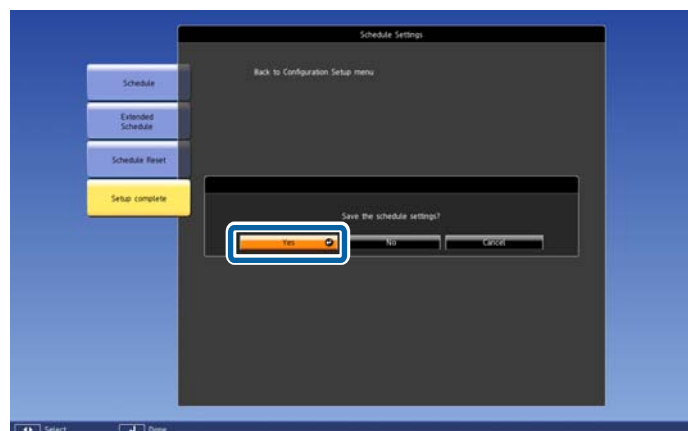 Schedule Settings
Back to Configuration Setup menu
Schedule
Extended
Schedule
Schedule Reset
Setup complete
Save the schedule settings?
Yes
No
Cancel
Select
Done